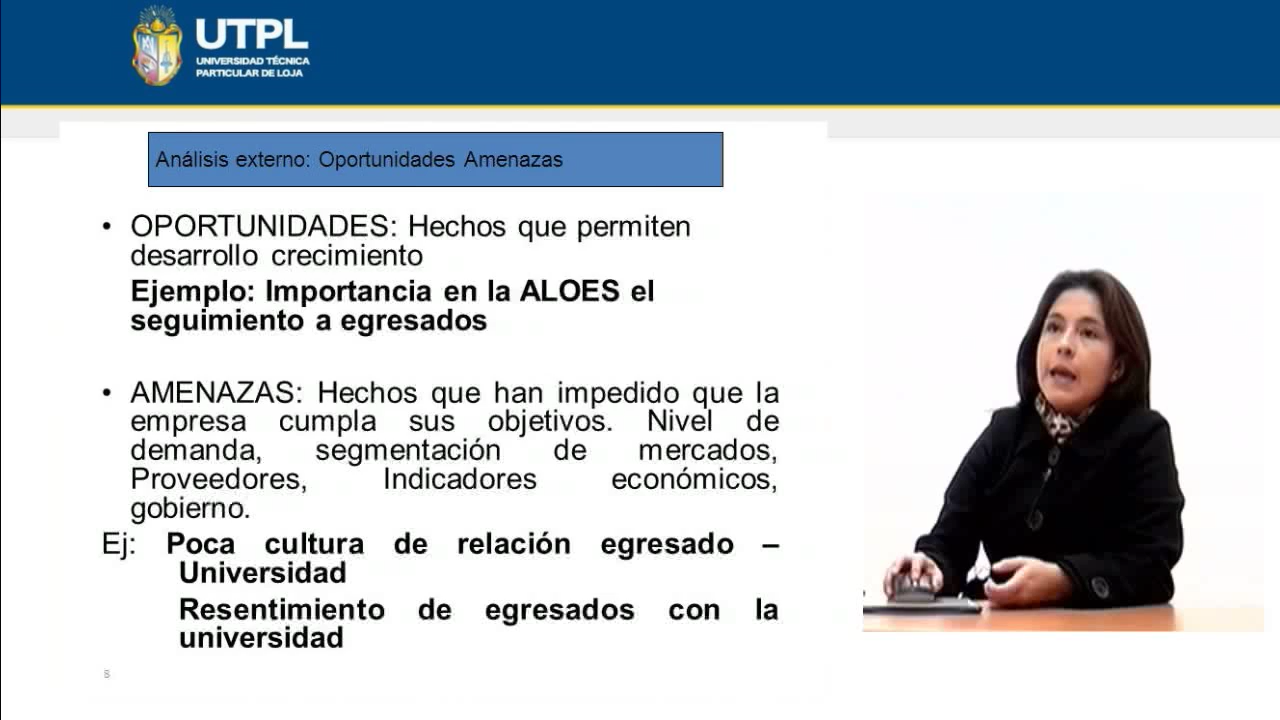 UTPL
UNIVERSIDAD TÉCNICA
PARTICULAR DE LOJA
Análisis externo: Oportunidades Amenazas
• OPORTUNIDADES: Hechos que permiten
desarrollo crecimiento
Ejemplo: Importancia en la ALOES el
seguimiento a egresados
• AMENAZAS: Hechos que han impedido que la
empresa cumpla sus objetivos. Nivel de
demanda, segmentación de mercados,
Proveedores, Indicadores económicos,
gobierno.
Ej: Poca cultura de relación egresado –
Universidad
Resentimiento de egresados con la
universidad
8